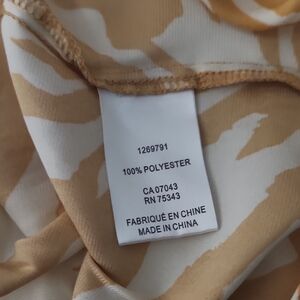 1269791
100% POLYESTER
CA 07043
RN 75343
FABRIQUÉ EN CHINE
MADE IN CHINA